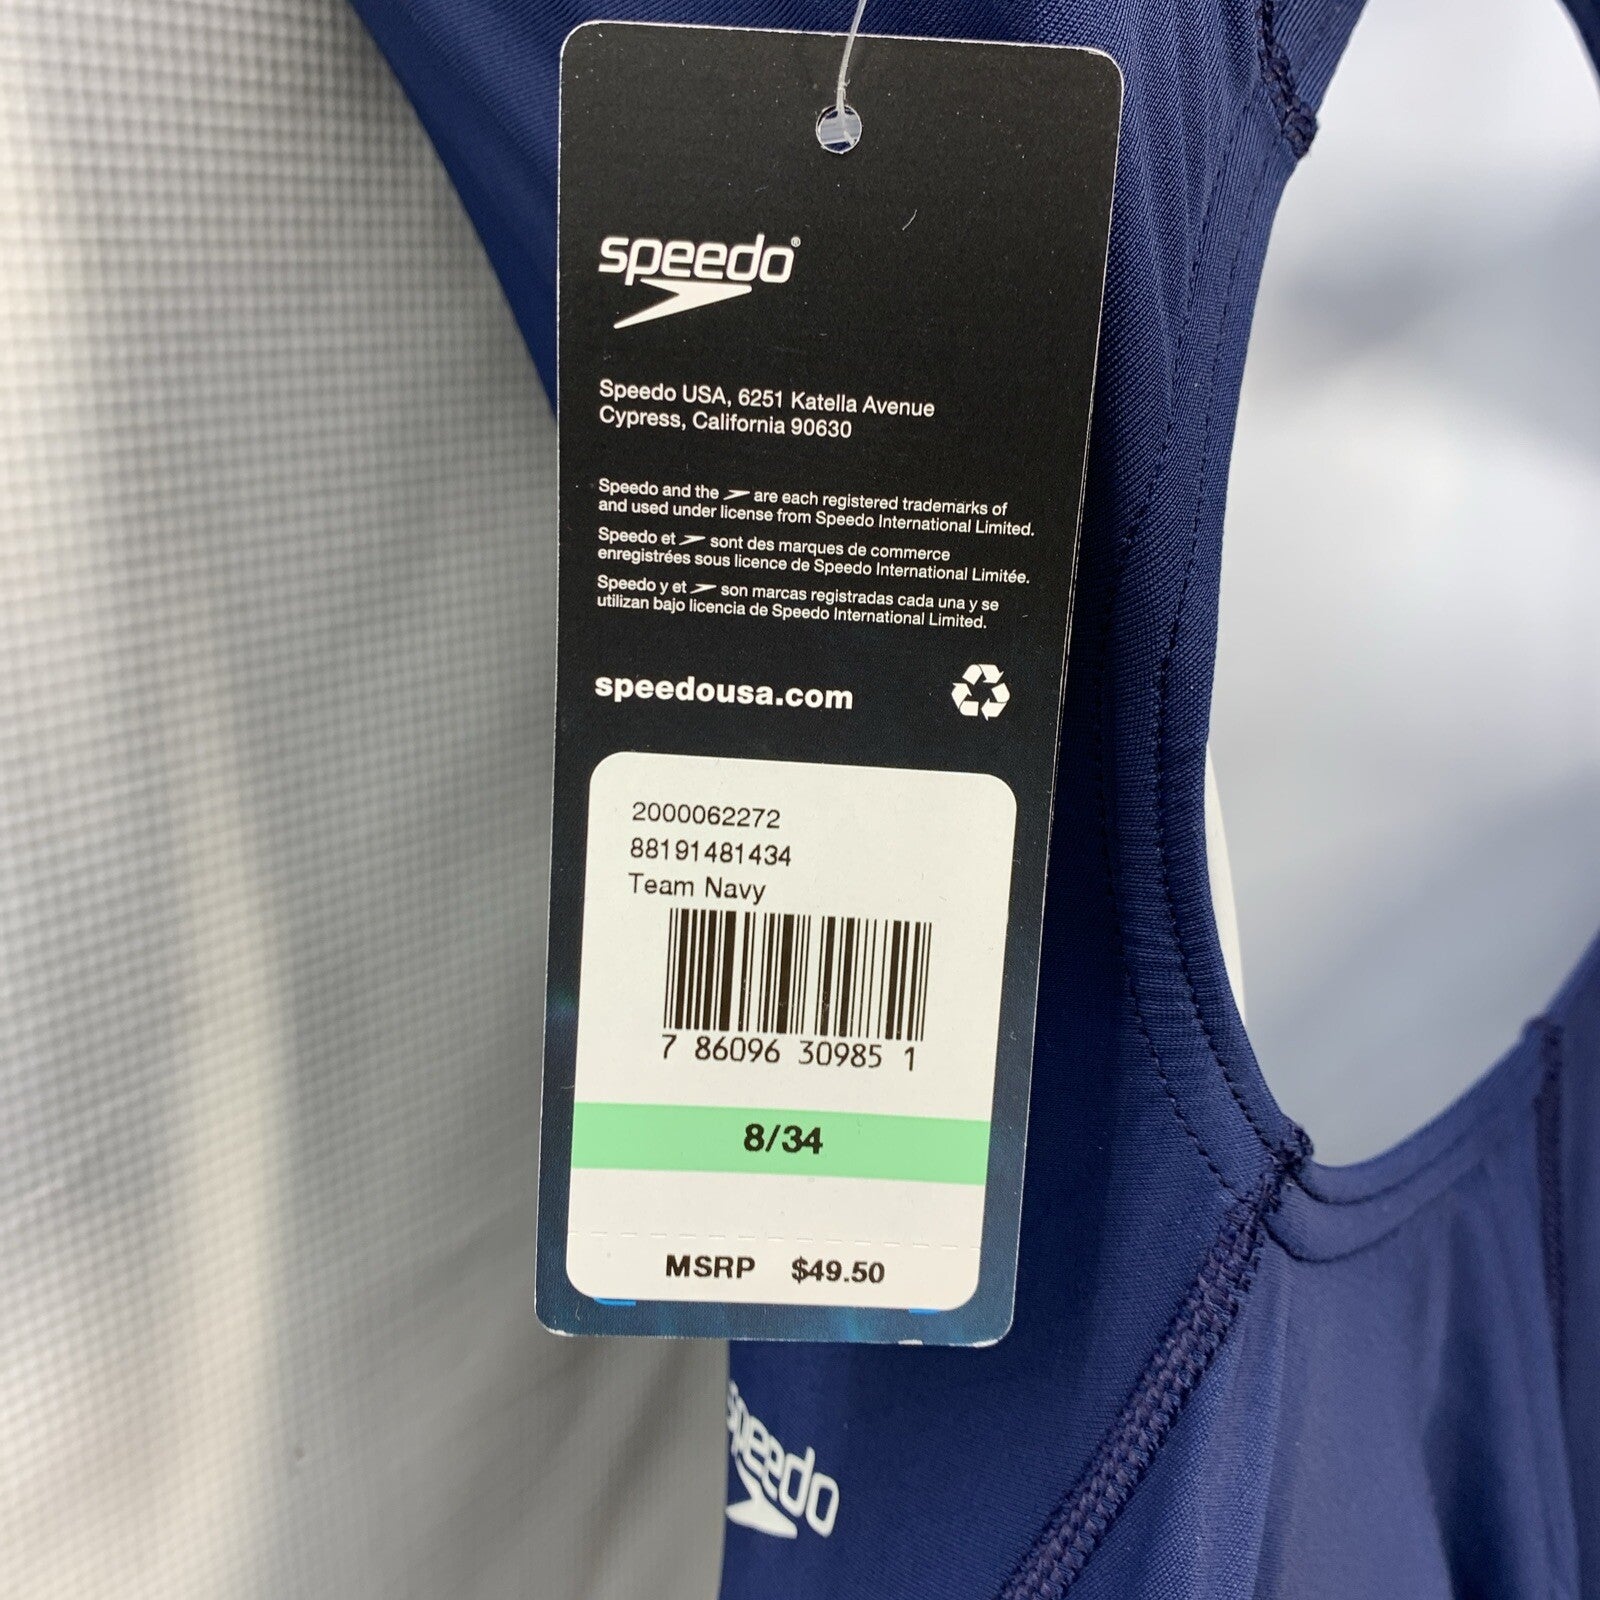 speedo®
Speedo USA, 6251 Katella Avenue
Cypress, California 90630
Speedo and the are each registered trademarks of
and used under license from Speedo International Limited.
Speedo et sont des marques de commerce
enregistrées sous licence de Speedo International Limitée.
Speedo y et son marcas registradas cada una y se
utilizan bajo licencia de Speedo International Limited.
speedousa.com
2000062272
88191481434
Team Navy
7 86096 30985 1
8/34
MSRP $49.50
speedo